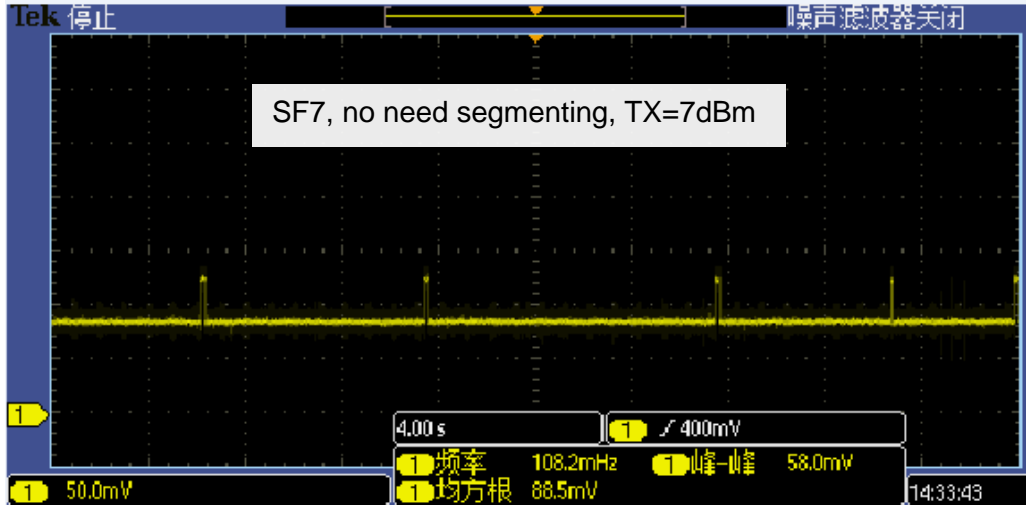 Tek 停止 噪声滤波器关闭
SF7, no need segmenting, TX=7dBm
1
4.00 s 1 400mV
1 频率 108.2mHz 1 峰-峰 58.0mV
1 50.0mV 1 均方根 88.5mV 14:33:43